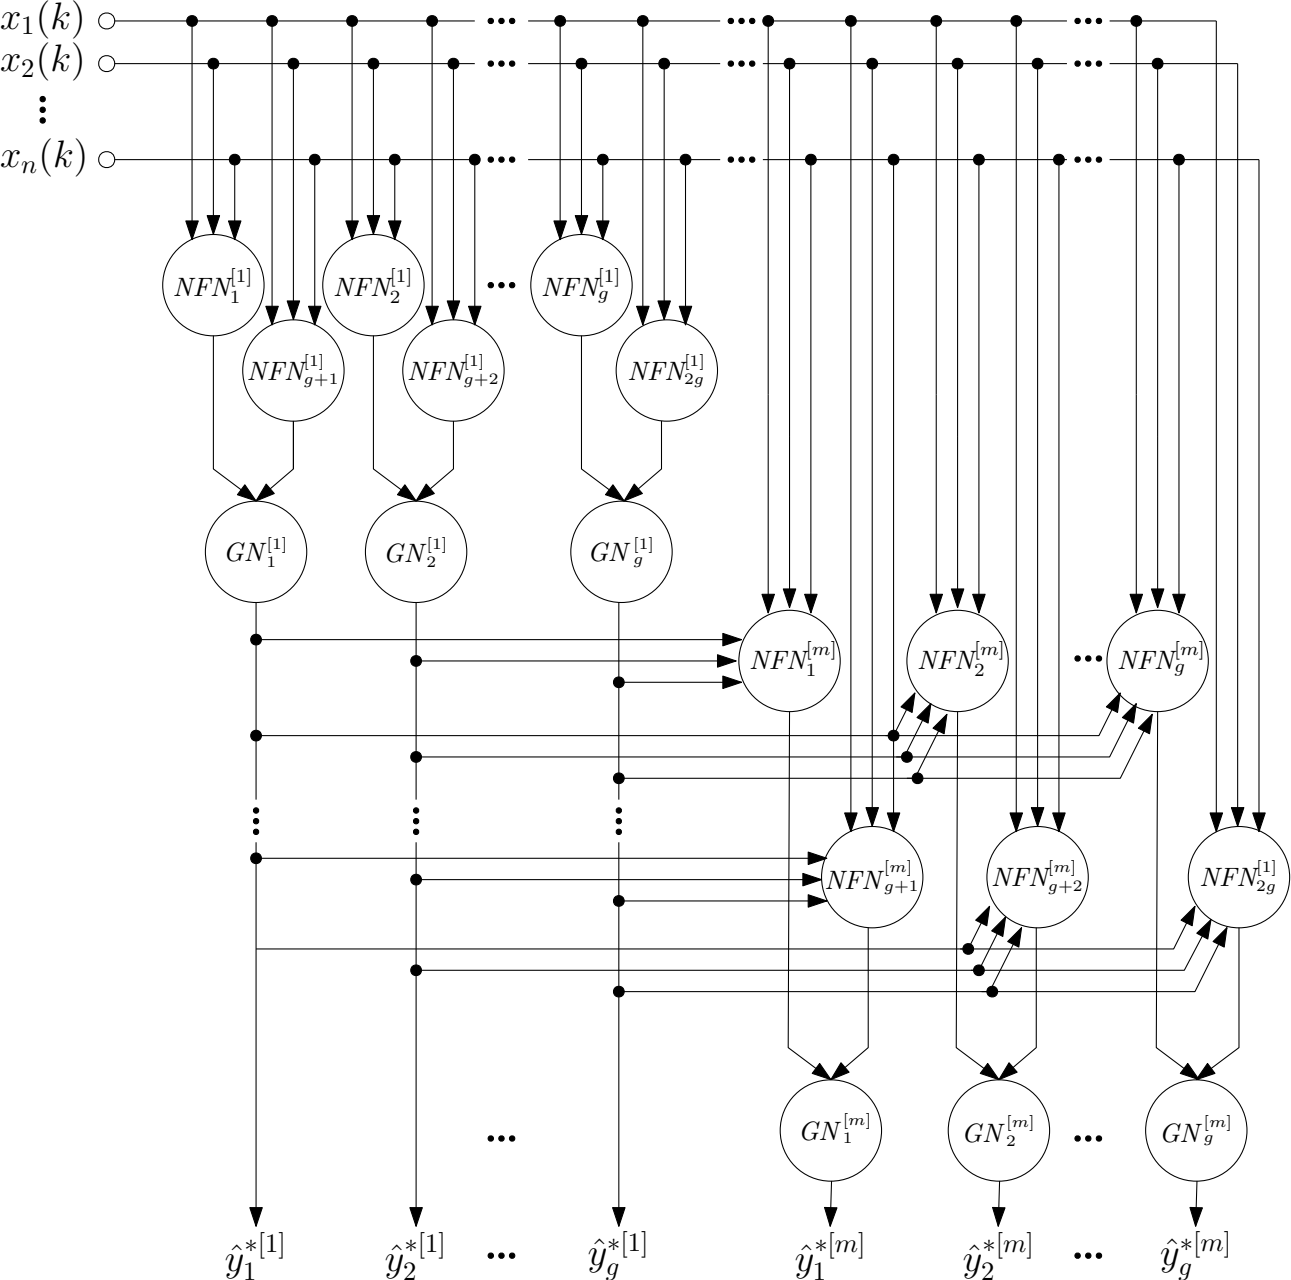 x_1(k)
x_2(k)
⋮
x_n(k)
NFN_1^{[1]} NFN_2^{[1]} ••• NFN_g^{[1]}
NFN_{g+1}^{[1]} NFN_{g+2}^{[1]} NFN_{2g}^{[1]}
GN_1^{[1]} GN_2^{[1]} GN_g^{[1]}
NFN_1^{[m]} NFN_2^{[m]} ••• NFN_g^{[m]}
NFN_{g+1}^{[m]} NFN_{g+2}^{[m]} NFN_{2g}^{[1]}
GN_1^{[m]} GN_2^{[m]} ••• GN_g^{[m]}
ŷ_1^{*[1]} ŷ_2^{*[1]} ••• ŷ_g^{*[1]} ŷ_1^{*[m]} ŷ_2^{*[m]} ••• ŷ_g^{*[m]}